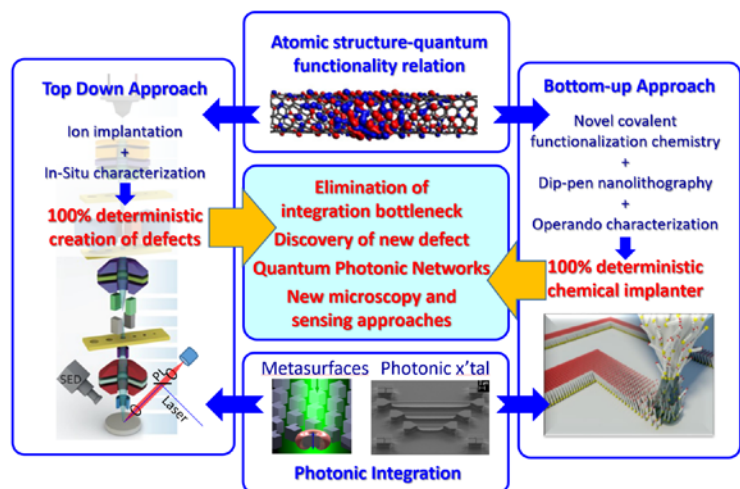 Atomic structure-quantum
functionality relation
Top Down Approach
Ion implantation
+
In-Situ characterization
100% deterministic
creation of defects
SED
PL
Laser
Elimination of
integration bottleneck
Discovery of new defect
Quantum Photonic Networks
New microscopy and
sensing approaches
Bottom-up Approach
Novel covalent
functionalization chemistry
+
Dip-pen nanolithography
+
Operando characterization
100% deterministic
chemical implanter
Metasurfaces
Photonic x'tal
Photonic Integration